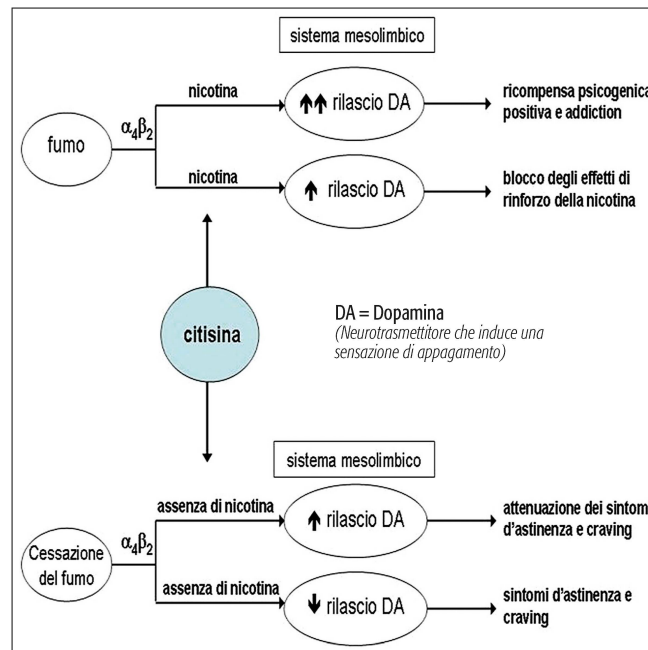 sistema mesolimbico
nicotina
↑↑ rilascio DA
ricompensa psicogenica
positiva e addiction
fumo
α4β2
nicotina
↑ rilascio DA
blocco degli effetti di
rinforzo della nicotina
citisina
DA = Dopamina
(Neurotrasmettitore che induce una
sensazione di appagamento)
sistema mesolimbico
assenza di nicotina
↑ rilascio DA
attenuazione dei sintom
d'astinenza e craving
Cessazione
del fumo
α4β2
assenza di nicotina
↓ rilascio DA
sintomi d'astinenza e
craving